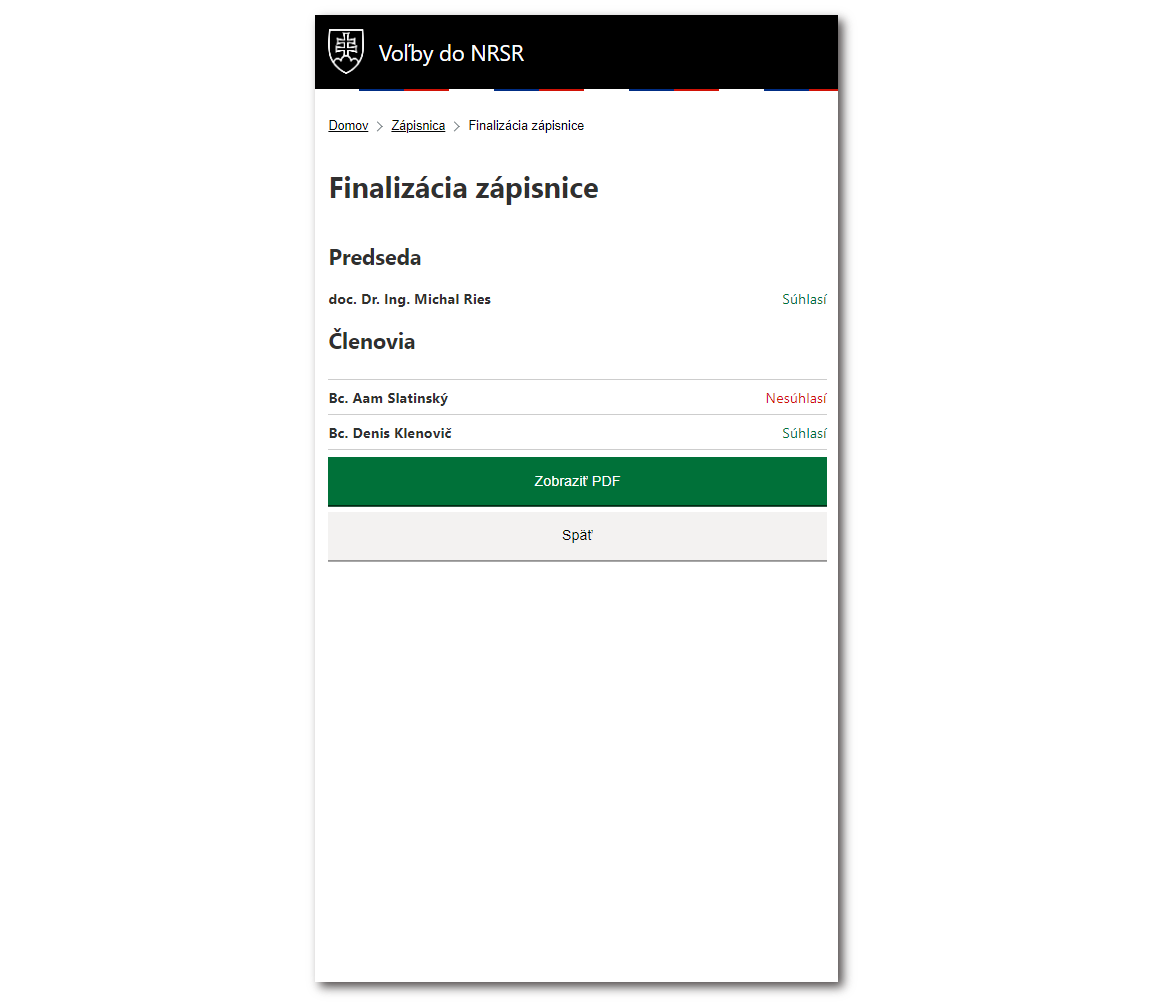 Voľby do NRSR
Domov > Zápisnica > Finalizácia zápisnice
Finalizácia zápisnice
Predseda
doc. Dr. Ing. Michal Ries Súhlasí
Členovia
Bc. Aam Slatinský Nesúhlasí
Bc. Denis Klenovič Súhlasí
Zobraziť PDF
Späť